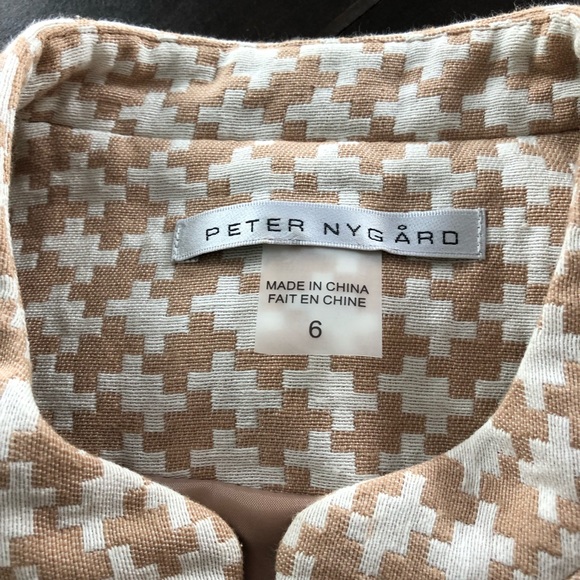 PETER NYGÅRD
MADE IN CHINA
FAIT EN CHINE
6